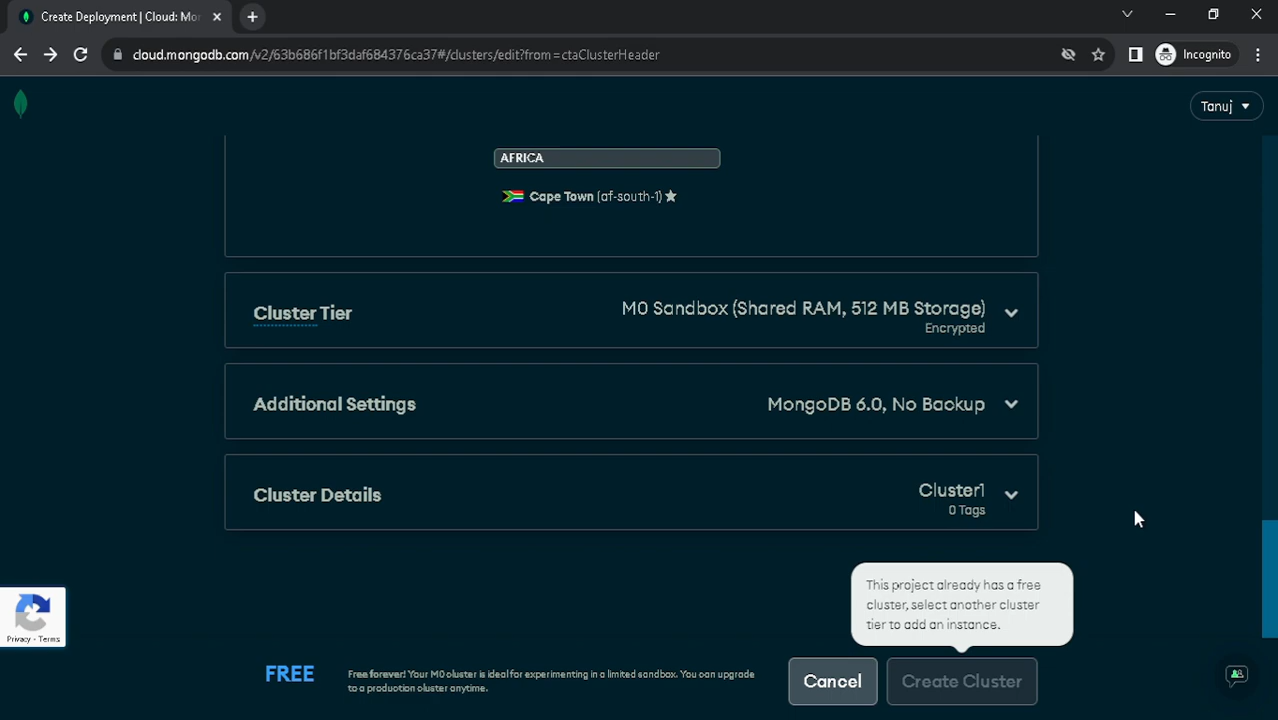 Create Deployment | Cloud: Mon
cloud.mongodb.com/v2/63b686f1bf3daf684376ca37#/clusters/edit?from=ctaClusterHeader
Incognito
Tanuj
AFRICA
Cape Town (af-south-1) ★
Cluster Tier
M0 Sandbox (Shared RAM, 512 MB Storage)
Encrypted
Additional Settings
MongoDB 6.0, No Backup
Cluster Details
Cluster1
0 Tags
This project already has a free
cluster, select another cluster
tier to add an instance.
Privacy - Terms
FREE
Free forever! Your M0 cluster is ideal for experimenting in a limited sandbox. You can upgrade
to a production cluster anytime.
Cancel
Create Cluster